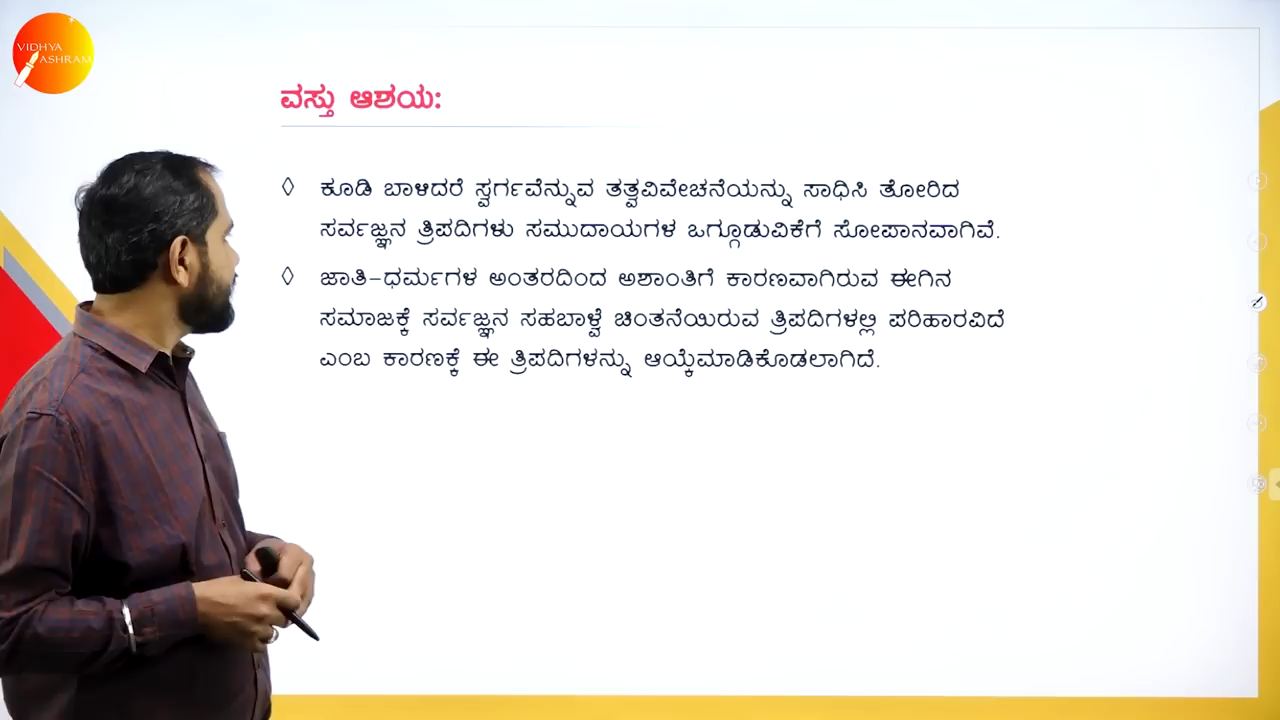 VIDHYA
ASHRAM
ವಸ್ತು ಆಶಯ:
◊ ಕೂಡಿ ಬಾಳಿದರೆ ಸ್ವರ್ಗವೆನ್ನುವ ತತ್ವವಿವೇಚನೆಯನ್ನು ಸಾಧಿಸಿ ತೋರಿದ
ಸರ್ವಜ್ಞನ ತ್ರಿಪದಿಗಳು ಸಮುದಾಯಗಳ ಒಗ್ಗೂಡುವಿಕೆಗೆ ಸೋಪಾನವಾಗಿವೆ.
◊ ಜಾತಿ-ಧರ್ಮಗಳ ಅಂತರದಿಂದ ಅಶಾಂತಿಗೆ ಕಾರಣವಾಗಿರುವ ಈಗಿನ
ಸಮಾಜಕ್ಕೆ ಸರ್ವಜ್ಞನ ಸಹಬಾಳ್ವೆ ಚಿಂತನೆಯಿರುವ ತ್ರಿಪದಿಗಳಲ್ಲಿ ಪರಿಹಾರವಿದೆ
ಎಂಬ ಕಾರಣಕ್ಕೆ ಈ ತ್ರಿಪದಿಗಳನ್ನು ಆಯ್ಕೆಮಾಡಿಕೊಡಲಾಗಿದೆ.